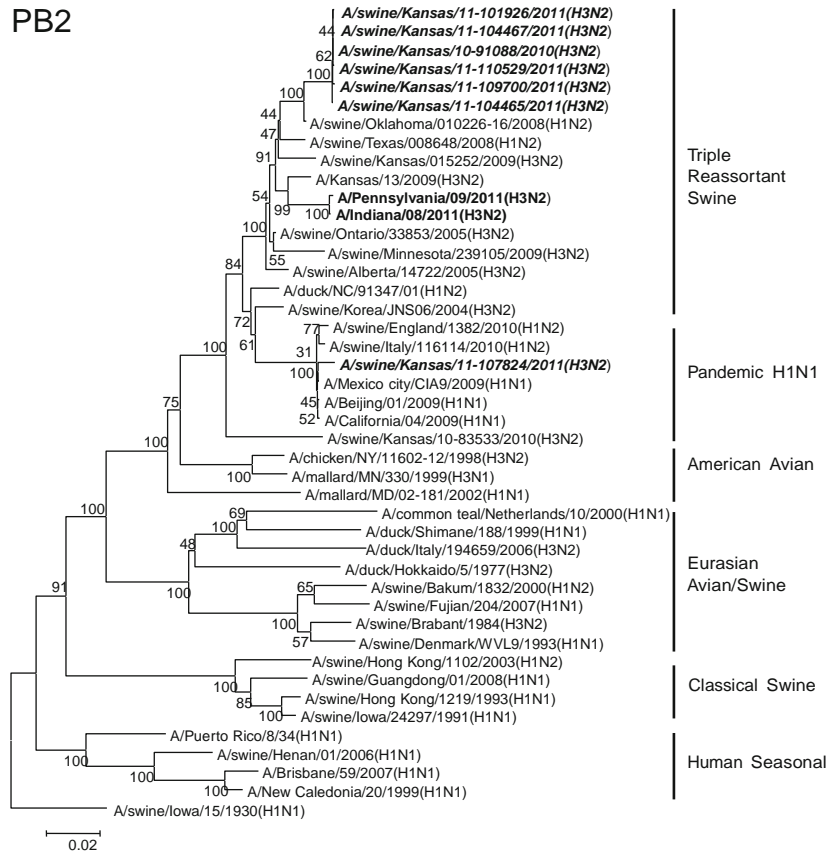 PB2
A/swine/Kansas/11-101926/2011(H3N2)
44
A/swine/Kansas/11-104467/2011(H3N2)
A/swine/Kansas/10-91088/2010(H3N2)
62
A/swine/Kansas/11-110529/2011(H3N2)
100
A/swine/Kansas/11-109700/2011(H3N2)
100
A/swine/Kansas/11-104465/2011(H3N2)
44
A/swine/Oklahoma/010226-16/2008(H1N2)
47
A/swine/Texas/008648/2008(H1N2)
91
A/swine/Kansas/015252/2009(H3N2)
Triple
Reassortant
Swine
A/Kansas/13/2009(H3N2)
54
A/Pennsylvania/09/2011(H3N2)
99
100
A/Indiana/08/2011(H3N2)
100
A/swine/Ontario/33853/2005(H3N2)
A/swine/Minnesota/239105/2009(H3N2)
55
84
A/swine/Alberta/14722/2005(H3N2)
A/duck/NC/91347/01(H1N2)
A/swine/Korea/JNS06/2004(H3N2)
72
77
A/swine/England/1382/2010(H1N2)
61
A/swine/Italy/116114/2010(H1N2)
100
31
A/swine/Kansas/11-107824/2011(H3N2)
Pandemic H1N1
100
A/Mexico city/CIA9/2009(H1N1)
75
45
A/Beijing/01/2009(H1N1)
52
A/California/04/2009(H1N1)
A/swine/Kansas/10-83533/2010(H3N2)
100
A/chicken/NY/11602-12/1998(H3N2)
American Avian
100
A/mallard/MN/330/1999(H3N1)
A/mallard/MD/02-181/2002(H1N1)
100
69
A/common teal/Netherlands/10/2000(H1N1)
100
A/duck/Shimane/188/1999(H1N1)
48
A/duck/Italy/194659/2006(H3N2)
A/duck/Hokkaido/5/1977(H3N2)
Eurasian
Avian/Swine
91
100
65
A/swine/Bakum/1832/2000(H1N2)
A/swine/Fujian/204/2007(H1N1)
100
A/swine/Brabant/1984(H3N2)
57
A/swine/Denmark/WVL9/1993(H1N1)
A/swine/Hong Kong/1102/2003(H1N2)
100
A/swine/Guangdong/01/2008(H1N1)
Classical Swine
85
A/swine/Hong Kong/1219/1993(H1N1)
100
A/swine/Iowa/24297/1991(H1N1)
A/Puerto Rico/8/34(H1N1)
100
A/swine/Henan/01/2006(H1N1)
Human Seasonal
100
A/Brisbane/59/2007(H1N1)
100
A/New Caledonia/20/1999(H1N1)
A/swine/Iowa/15/1930(H1N1)
0.02